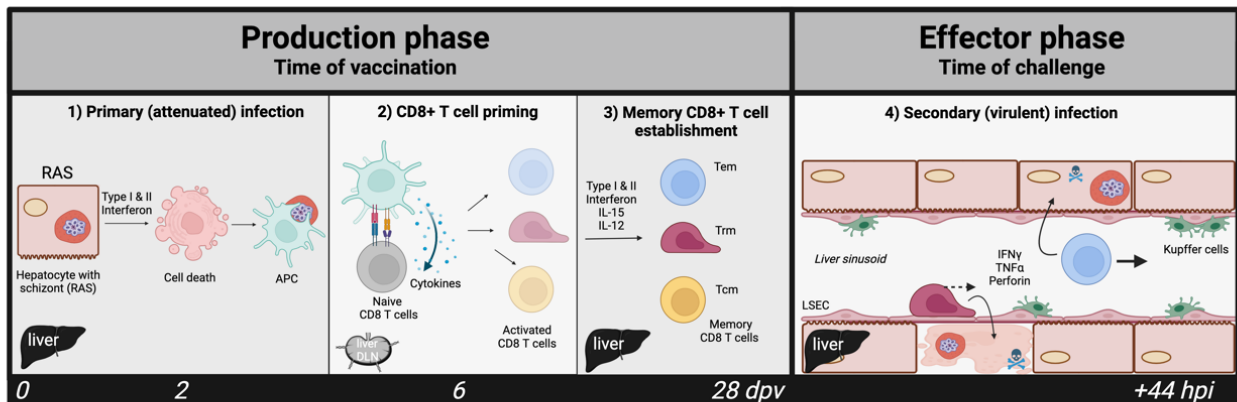 Production phase
Time of vaccination
Effector phase
Time of challenge
1) Primary (attenuated) infection
RAS
Type I & II
Interferon
Hepatocyte with
schizont (RAS)
Cell death
APC
liver
2) CD8+ T cell priming
Cytokines
Naive
CD8 T cells
Activated
CD8 T cells
liver
DLN
3) Memory CD8+ T cell
establishment
Type I & II
Interferon
IL-15
IL-12
Tem
Trm
Tcm
Memory
CD8 T cells
liver
4) Secondary (virulent) infection
Liver sinusoid
Kupffer cells
IFNγ
TNFα
Perforin
LSEC
liver
0
2
6
28 dpv
+44 hpi